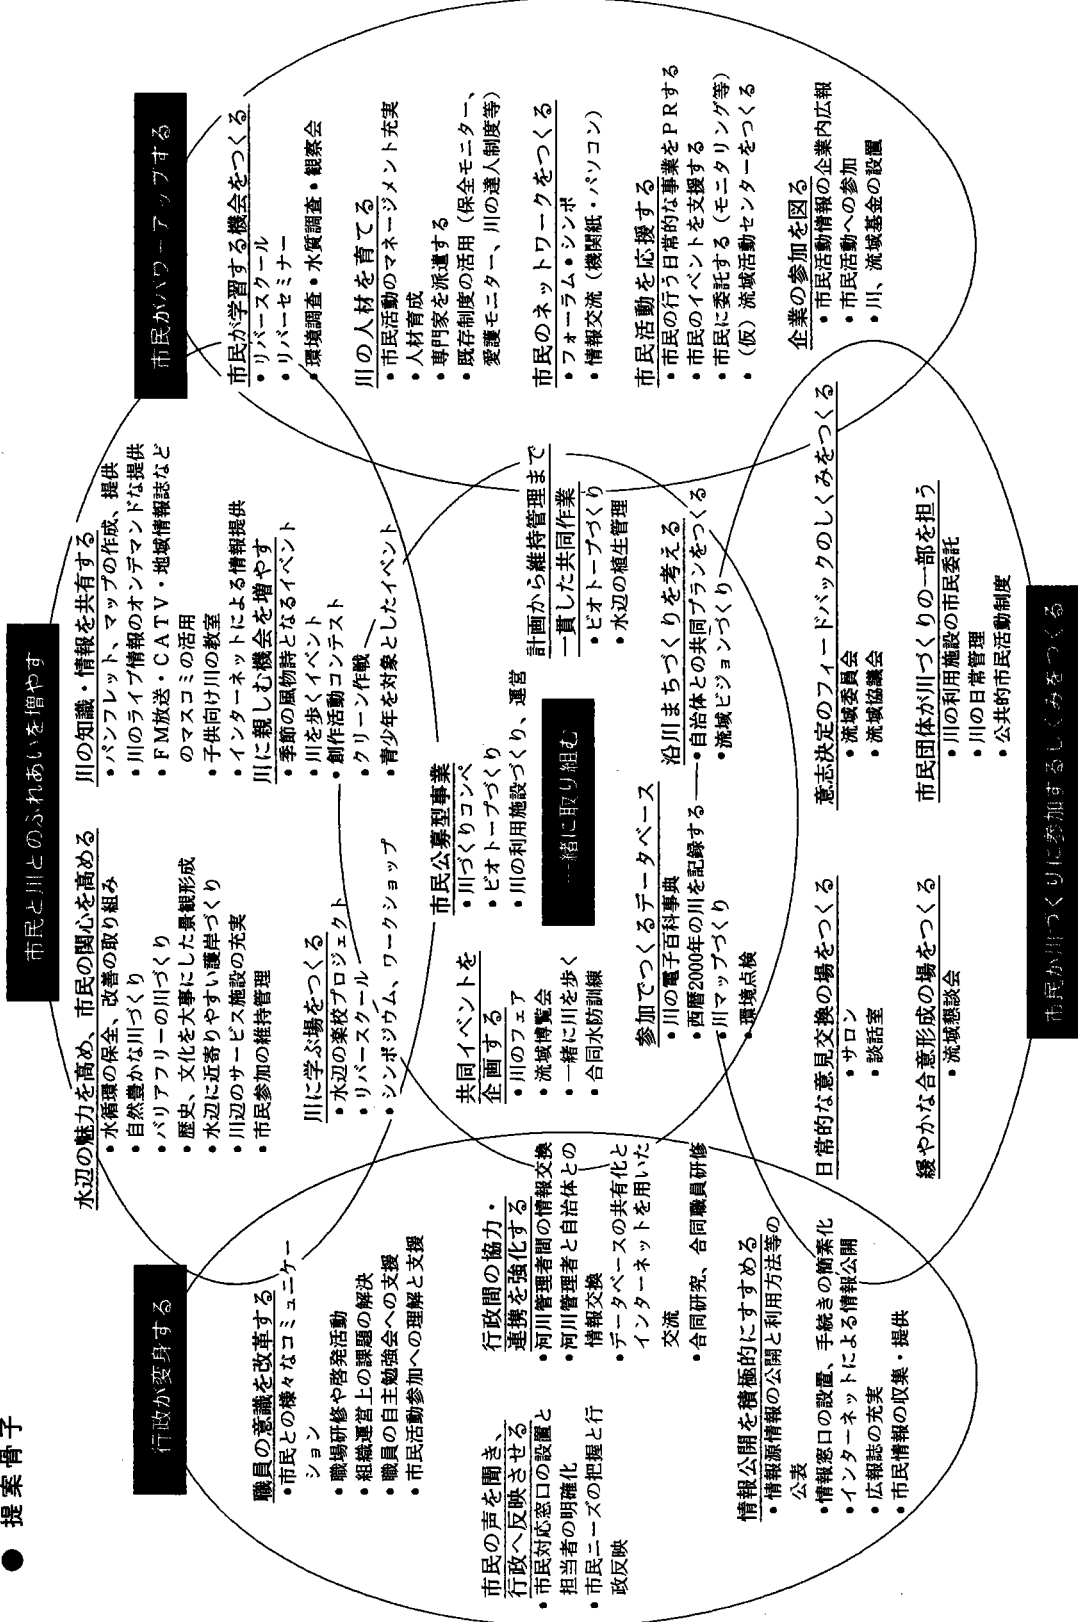 ● 提案骨子
行政が変身する
職員の意識を改革する
•市民との様々なコミュニケー
ション
•職場研修や啓発活動
•組織運営上の課題の解決
•職員の自主勉強会への支援
•市民活動参加への理解と支援
市民の声を聞き、
行政へ反映させる
•市民対応窓口の設置と
担当者の明確化
•市民ニーズの把握と行
政反映
行政間の協力・
連携を強化する
•河川管理者間の情報交換
•河川管理者と自治体との
情報交換
•データベースの共有化と
インターネットを用いた
交流
•合同研究、合同職員研修
情報公開を積極的にすすめる
•情報源情報の公開と利用方法等の
公表
•情報窓口の設置、手続きの簡素化
•インターネットによる情報公開
•広報誌の充実
•市民情報の収集・提供
市民と川とのふれあいを増やす
水辺の魅力を高め、市民の関心を高める
•水循環の保全、改善の取り組み
•自然豊かな川づくり
•バリアフリーの川づくり
•歴史、文化を大事にした景観形成
•水辺に近寄りやすい護岸づくり
•川辺のサービス施設の充実
•市民参加の維持管理
川に学ぶ場をつくる
•水辺の楽校プロジェクト
•リバースクール
•シンポジウム、ワークショップ
川の知識・情報を共有する
•パンフレット、マップの作成、提供
•川のライブ情報のオンデマンドな提供
•FM放送・CATV・地域情報誌など
のマスコミの活用
•子供向け川の教室
•インターネットによる情報提供
川に親しむ機会を増やす
•季節の風物詩となるイベント
•川を歩くイベント
•創作活動コンテスト
•クリーン作戦
•青少年を対象としたイベント
市民がパワーアップする
市民が学習する機会をつくる
•リバースクール
•リバーセミナー
•環境調査•水質調査•観察会
川の人材を育てる
•市民活動のマネージメント充実
•人材育成
•専門家を派遣する
•既存制度の活用(保全モニター、
愛護モニター、川の達人制度等)
市民のネットワークをつくる
•フォーラム•シンポ
•情報交流(機関紙・パソコン)
市民活動を応援する
•市民の行う日常的な事業をPRする
•市民のイベントを支援する
•市民に委託する(モニタリング等)
•(仮)流域活動センターをつくる
企業の参加を図る
•市民活動情報の企業内広報
•市民活動への参加
•川、流域基金の設置
一緒に取り組む
共同イベントを
企画する
•川のフェア
•流域博覧会
•一緒に川を歩く
•合同水防訓練
市民公募型事業
•川づくりコンペ
•ビオトープづくり
•川の利用施設づくり、運営
計画から維持管理まで
一貫した共同作業
•ビオトープづくり
•水辺の植生管理
参加でつくるデータベース
•川の電子百科事典
•西暦2000年の川を記録する
•川マップづくり
•環境点検
沿川まちづくりを考える
•自治体との共同プランをつくる
•流域ビジョンづくり
市民が川づくりに参加するしくみをつくる
日常的な意見交換の場をつくる
•サロン
•談話室
緩やかな合意形成の場をつくる
•流域懇談会
意志決定のフィードバックのしくみをつくる
•流域委員会
•流域協議会
市民団体が川づくりの一部を担う
•川の利用施設の市民委託
•川の日常管理
•公共的市民活動制度